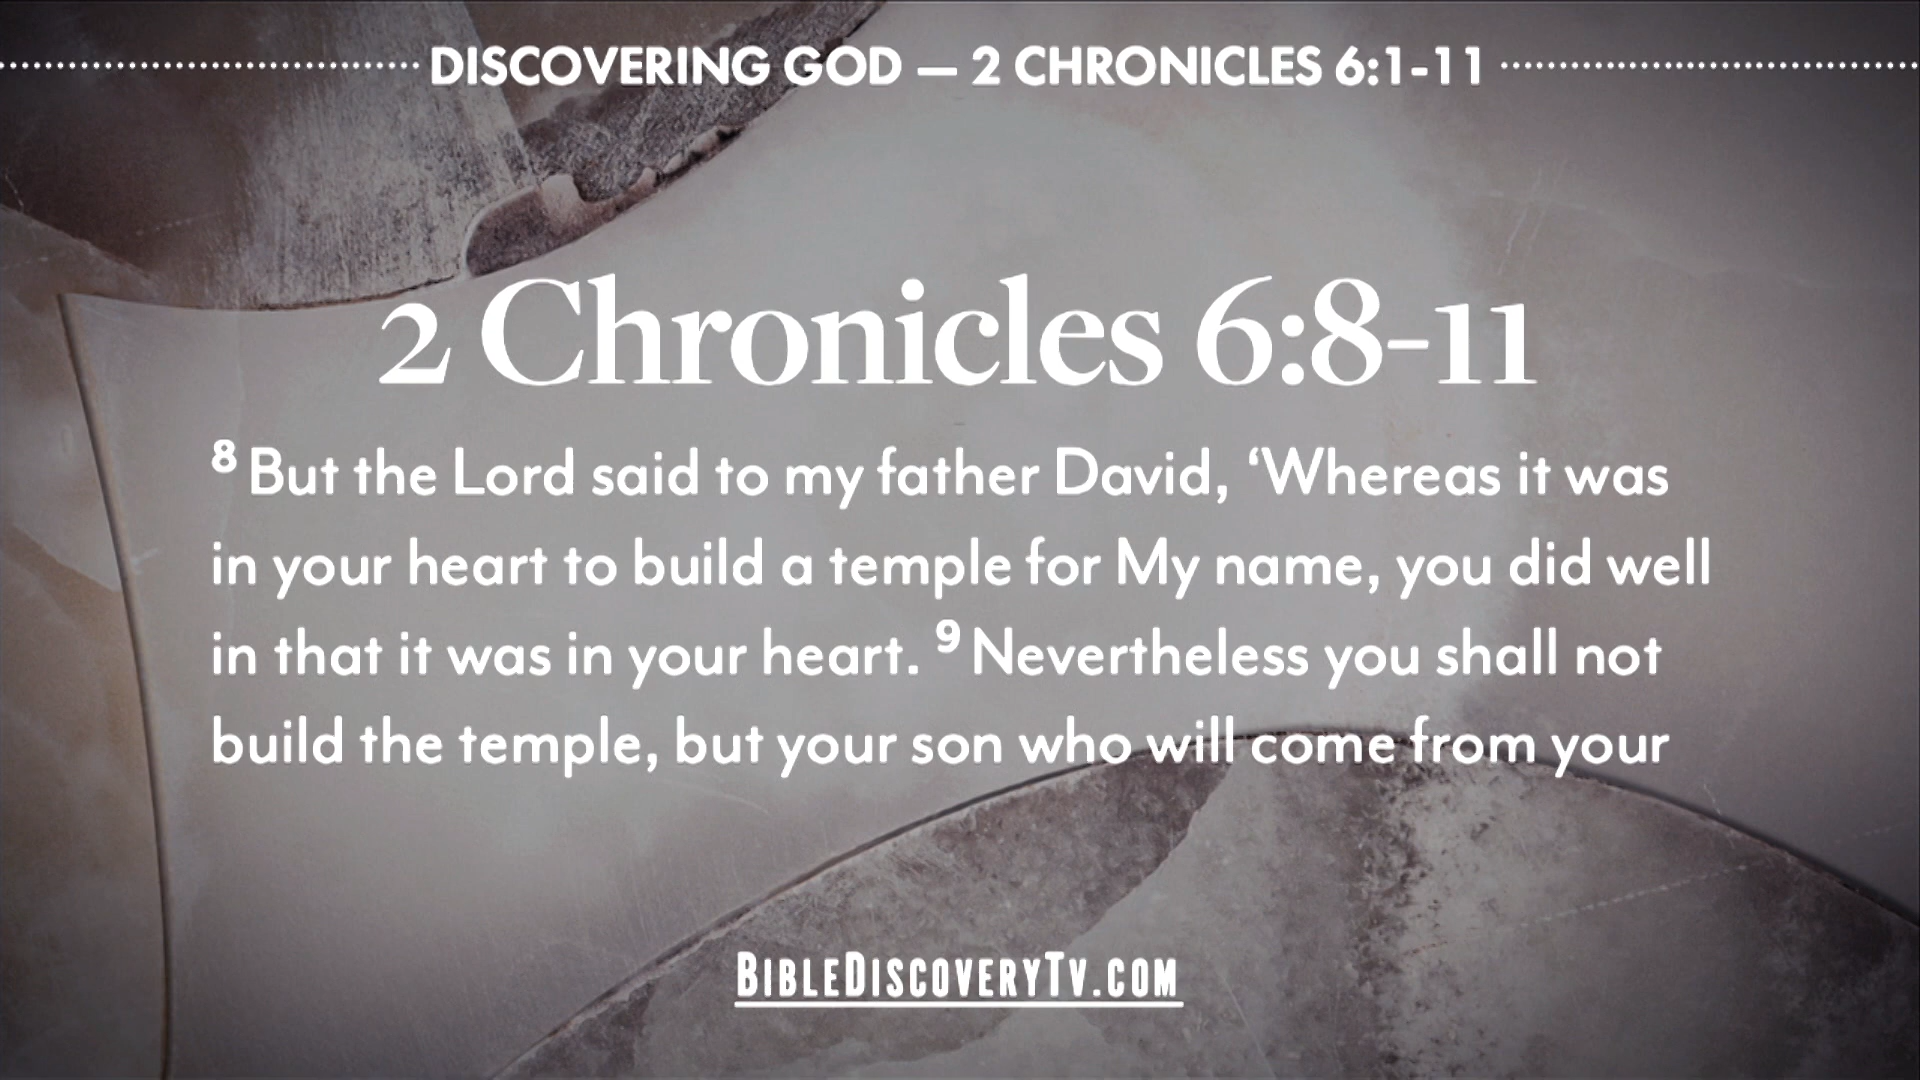 DISCOVERING GOD — 2 CHRONICLES 6:1-11
2 Chronicles 6:8-11
8 But the Lord said to my father David, ‘Whereas it was
in your heart to build a temple for My name, you did well
in that it was in your heart. 9 Nevertheless you shall not
build the temple, but your son who will come from your
BIBLEDISCOVERYTV.COM